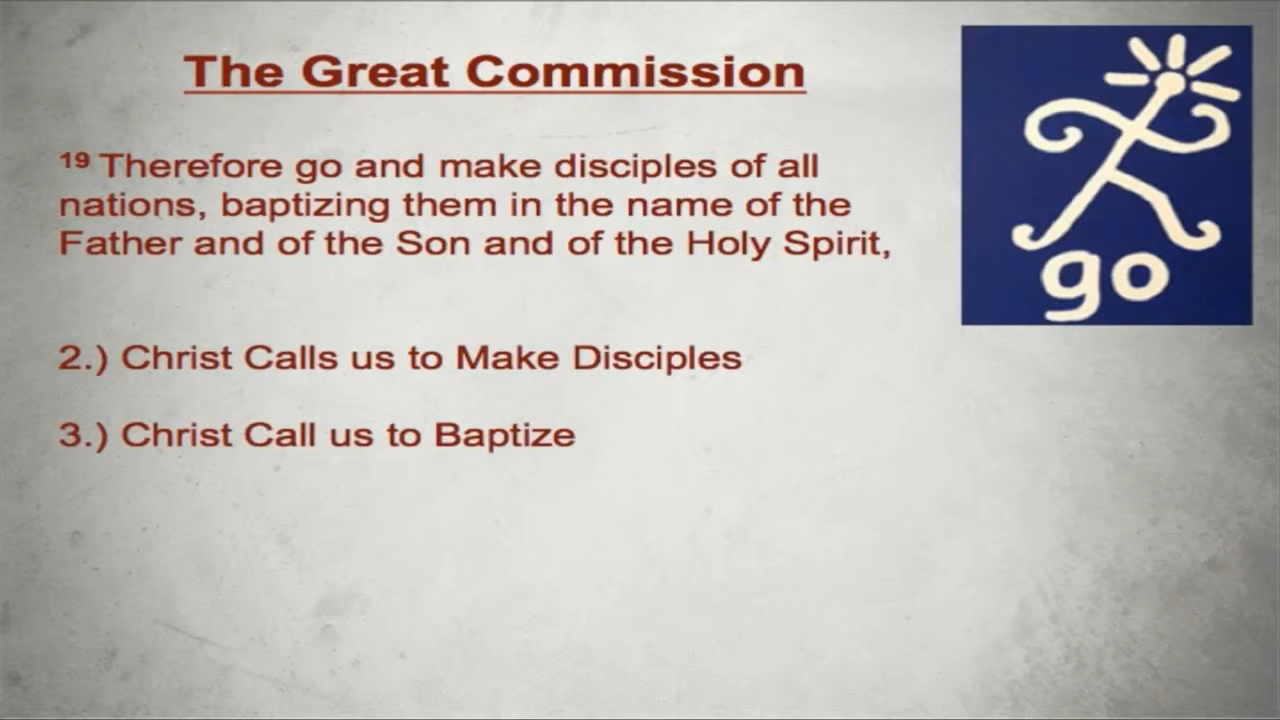 The Great Commission
19 Therefore go and make disciples of all
nations, baptizing them in the name of the
Father and of the Son and of the Holy Spirit,
2.) Christ Calls us to Make Disciples
3.) Christ Call us to Baptize
go